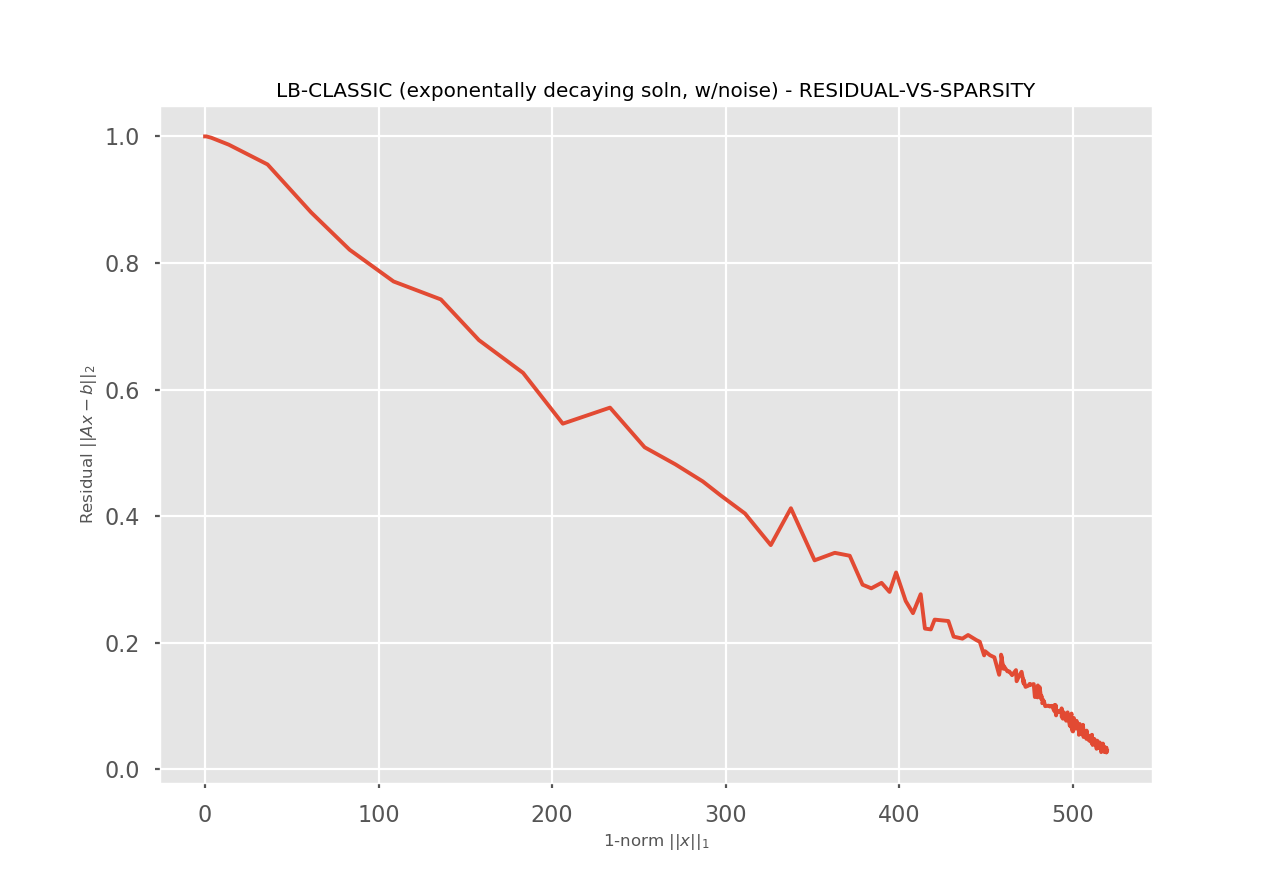 LB-CLASSIC (exponentially decaying soln, w/noise) - RESIDUAL-VS-SPARSITY
1.0
0.8
0.6
0.4
0.2
0.0
Residual ||Ax − b||₂
0 100 200 300 400 500
1-norm ||x||₁